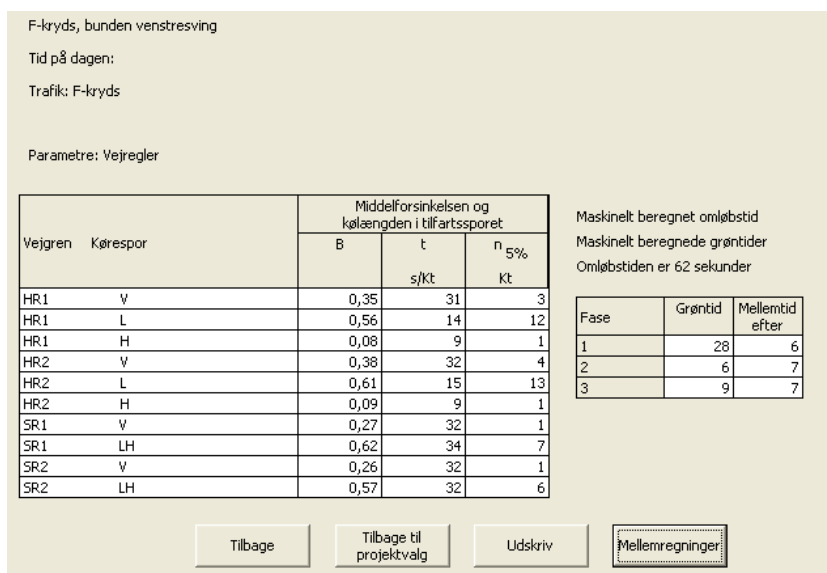 F-kryds, bunden venstresving
Tid på dagen:
Trafik: F-kryds
Parametre: Vejregler
Vejgren Kørespor Middelforsinkelsen og kølængden i tilfartssporet
B t n 5%
s/Kt Kt
HR1 V 0,35 31 3
HR1 L 0,56 14 12
HR1 H 0,08 9 1
HR2 V 0,38 32 4
HR2 L 0,61 15 13
HR2 H 0,09 9 1
SR1 V 0,27 32 1
SR1 LH 0,62 34 7
SR2 V 0,26 32 1
SR2 LH 0,57 32 6
Maskinelt beregnet omløbstid
Maskinelt beregnede grøntider
Omløbstiden er 62 sekunder
Fase Grøntid Mellemtid efter
1 28 6
2 6 7
3 9 7
Tilbage
Tilbage til
projektvalg
Udskriv
Mellemregninger